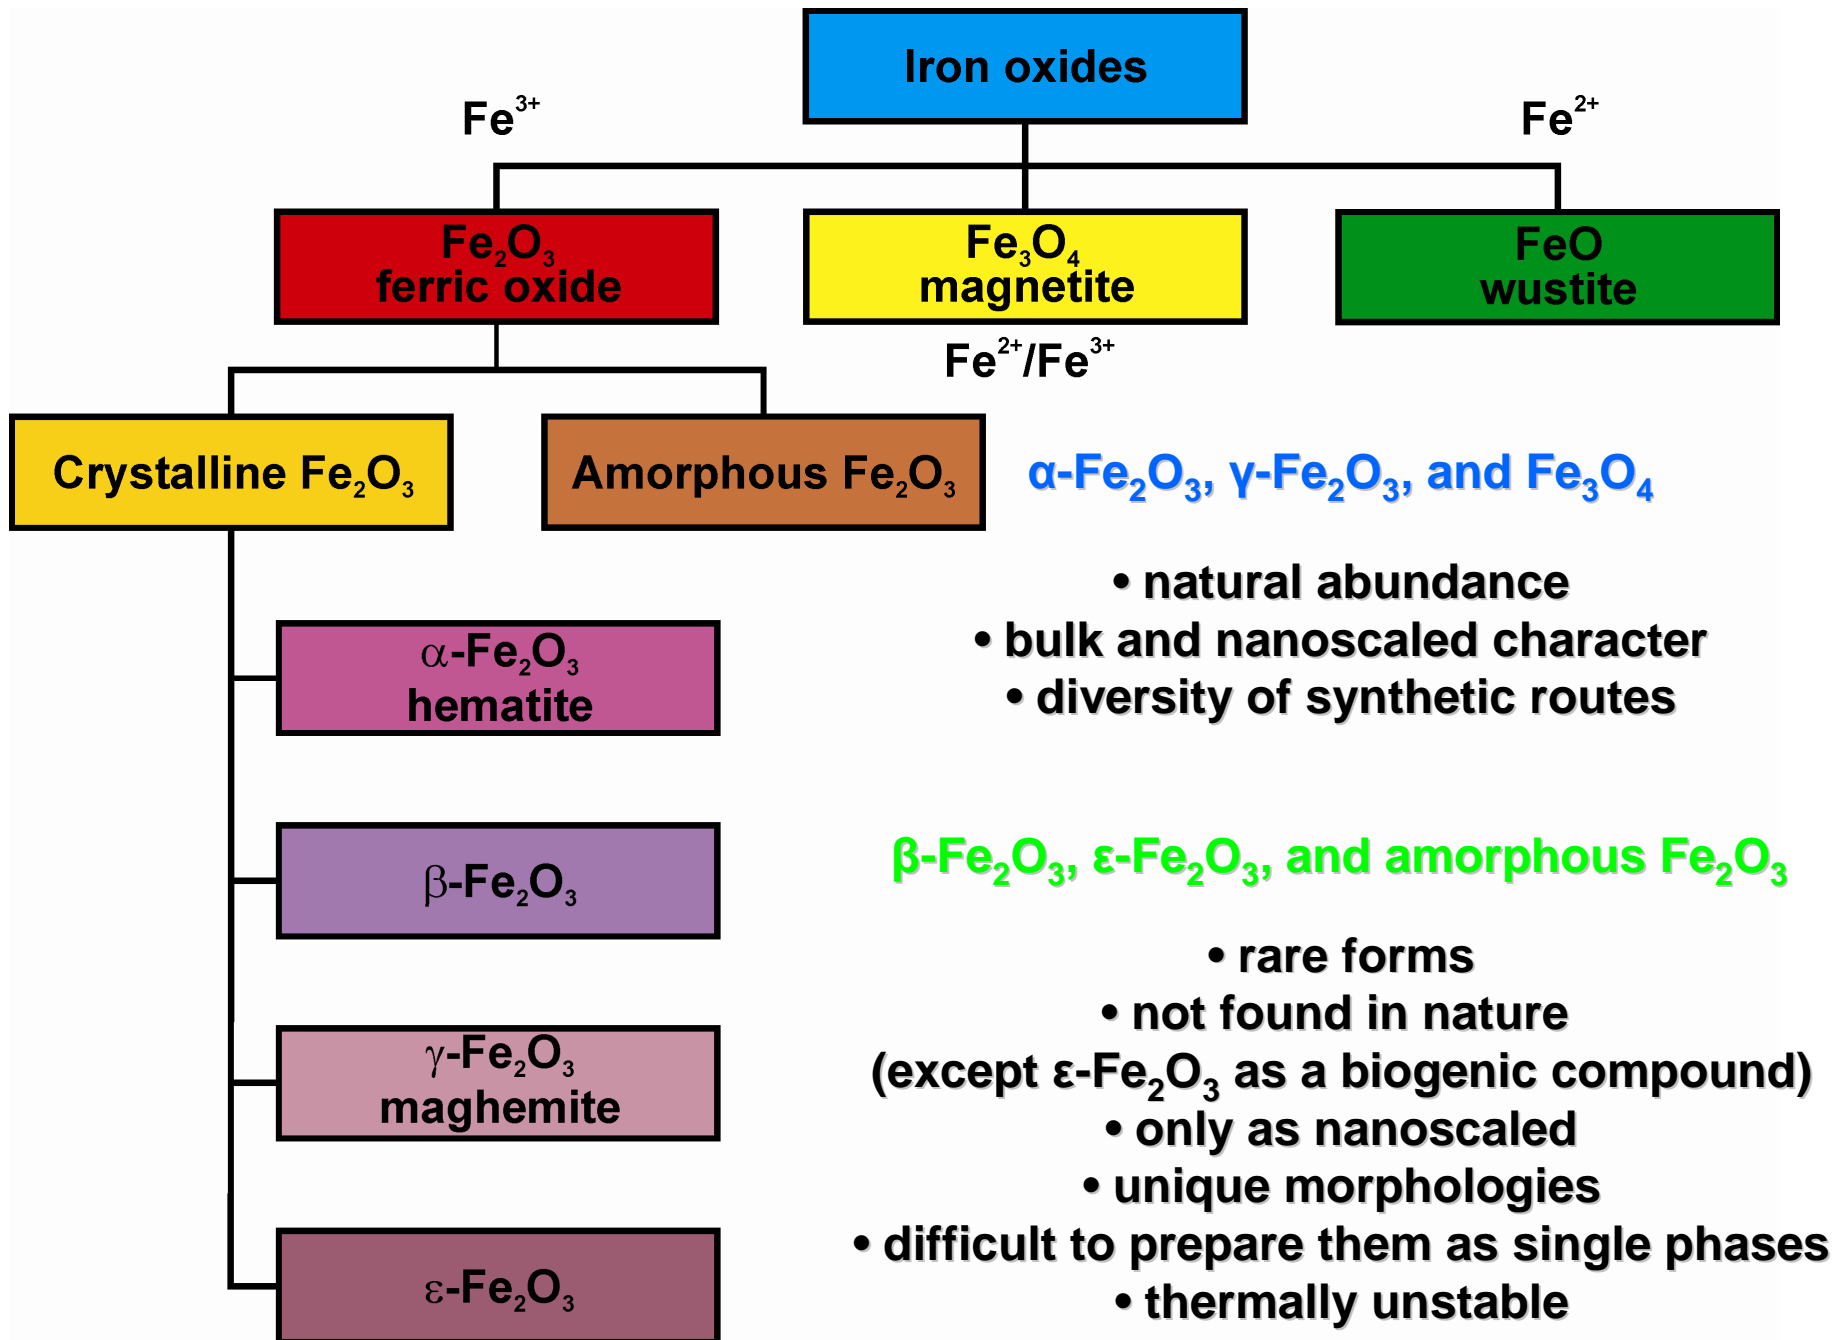 Iron oxides
Fe³⁺
Fe²⁺
Fe₂O₃
ferric oxide
Fe₃O₄
magnetite
FeO
wustite
Fe²⁺/Fe³⁺
Crystalline Fe₂O₃
Amorphous Fe₂O₃
α-Fe₂O₃
hematite
β-Fe₂O₃
γ-Fe₂O₃
maghemite
ε-Fe₂O₃
α-Fe₂O₃, γ-Fe₂O₃, and Fe₃O₄
• natural abundance
• bulk and nanoscaled character
• diversity of synthetic routes
β-Fe₂O₃, ε-Fe₂O₃, and amorphous Fe₂O₃
• rare forms
• not found in nature
(except ε-Fe₂O₃ as a biogenic compound)
• only as nanoscaled
• unique morphologies
• difficult to prepare them as single phases
• thermally unstable